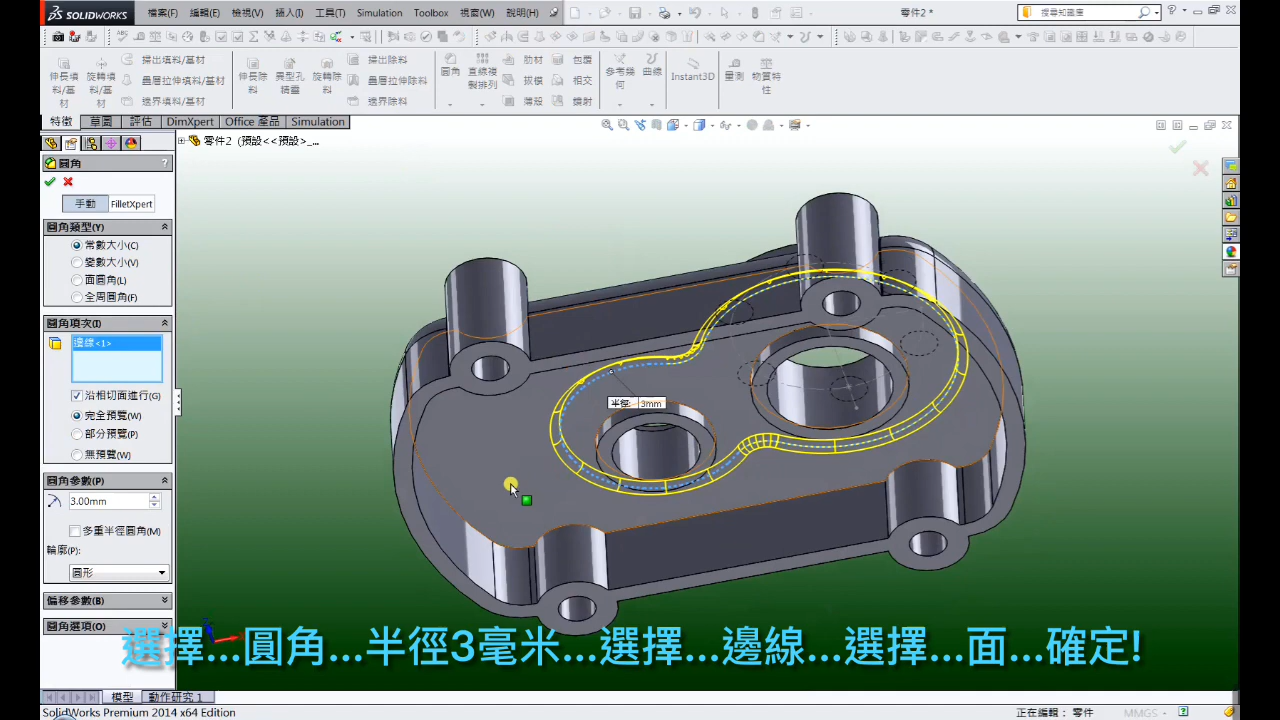 SOLIDWORKS 檔案(F) 編輯(E) 檢視(V) 插入(I) 工具(T) Simulation Toolbox 視窗(W) 說明(H) 零件2 * 搜尋知識庫
伸長填料/基材 旋轉填料/基材 掃出填料/基材 疊層拉伸填料/基材 邊界填料/基材 伸長除料 異型孔精靈 旋轉除料 掃出除料 疊層拉伸除料 邊界除料 圓角 直線複製排列 肋材 拔模 薄殼 包覆 相交 鏡射 參考幾何 曲線 Instant3D 量測 物質特性
特徵 草圖 評估 DimXpert Office 產品 Simulation
零件2 (預設<<預設>_...
圓角 ?
手動 FilletXpert
圓角類型(Y)
常數大小(C)
變數大小(V)
面圓角(L)
全周圓角(F)
圓角項次(I)
邊線<1>
沿相切面進行(G)
完全預覽(W)
部分預覽(P)
無預覽(W)
圓角參數(P)
3.00mm
多重半徑圓角(M)
輪廓(P):
圓形
偏移參數(B)
圓角選項(O)
半徑: 3mm
選擇...圓角...半徑3毫米...選擇...邊線...選擇...面...確定!
模型 動作研究 1
SolidWorks Premium 2014 x64 Edition 正在編輯： 零件 MMGS